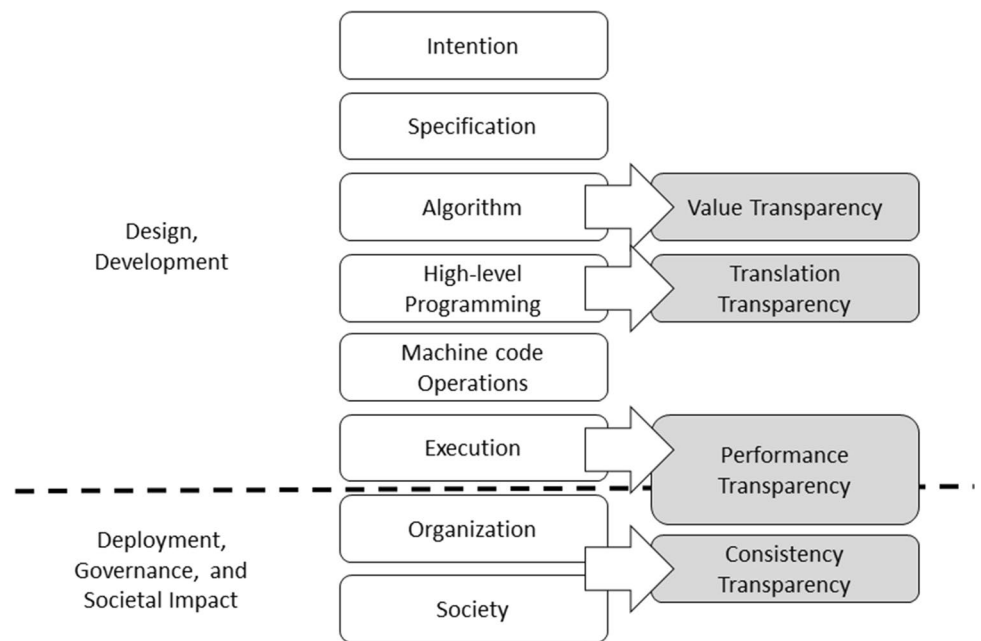 Intention
Specification
Algorithm
Value Transparency
Design,
Development
High-level
Programming
Translation
Transparency
Machine code
Operations
Execution
Performance
Transparency
Organization
Deployment,
Governance, and
Societal Impact
Consistency
Transparency
Society